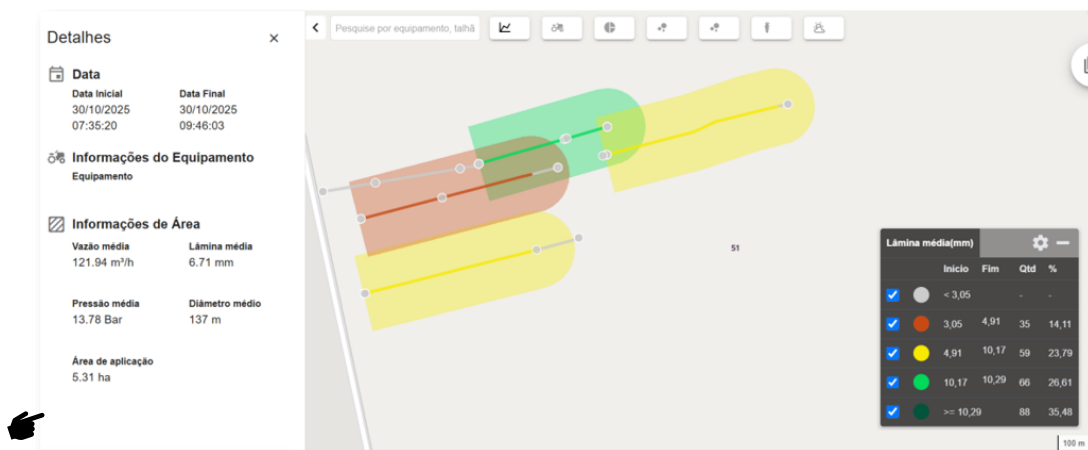 Detalhes
×
Data
Data Inicial Data Final
30/10/2025 30/10/2025
07:35:20 09:46:03
Informações do Equipamento
Equipamento
Informações de Área
Vazão média Lâmina média
121.94 m³/h 6.71 mm
Pressão média Diâmetro médio
13.78 Bar 137 m
Área de aplicação
5.31 ha
Pesquise por equipamento, talhã
51
Lâmina média(mm)
Início Fim Qtd %
< 3,05 - -
3,05 4,91 35 14,11
4,91 10,17 59 23,79
10,17 10,29 66 26,61
>= 10,29 88 35,48
100 m